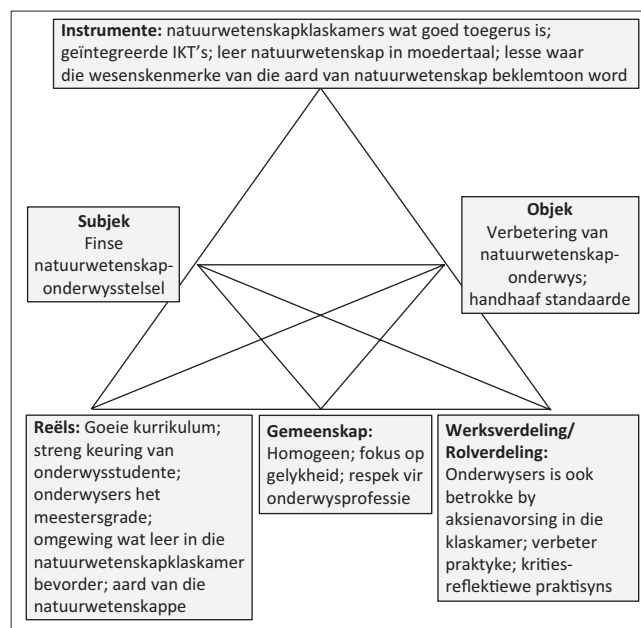 Instrumente: natuurwetenskapklaskamers wat goed toegerus is;
geïntegreerde IKT’s; leer natuurwetenskap in moedertaal; lesse waar
die wesenskenmerke van die aard van natuurwetenskap beklemtoon word
Subjek
Finse
natuurwetenskap-
onderwysstelsel
Objek
Verbetering van
natuurwetenskap-
onderwys;
handhaaf standaarde
Reëls: Goeie kurrikulum;
streng keuring van
onderwysstudente;
onderwysers het
meestersgrade;
omgewing wat leer in die
natuurwetenskapklaskamer
bevorder; aard van die
natuurwetenskappe
Gemeenskap:
Homogeen; fokus op
gelykheid; respek vir
onderwysprofessie
Werksverdeling/
Rolverdeling:
Onderwysers is ook
betrokke by
aksienavorsing in die
klaskamer; verbeter
praktyke; krities-
reflektiewe praktisyns